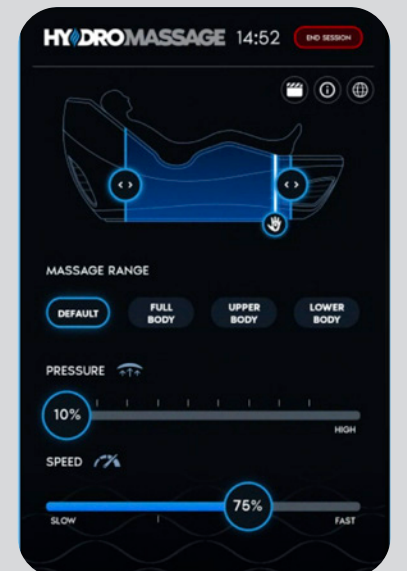 HYDROMASSAGE 14:52 END SESSION
MASSAGE RANGE
DEFAULT
FULL
BODY
UPPER
BODY
LOWER
BODY
PRESSURE
10%
HIGH
SPEED
75%
SLOW
FAST